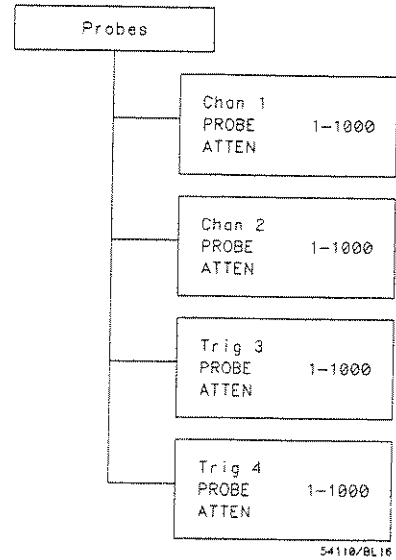 Probes
Chan 1
PROBE 1-1000
ATTEN
Chan 2
PROBE 1-1000
ATTEN
Trig 3
PROBE 1-1000
ATTEN
Trig 4
PROBE 1-1000
ATTEN
54110/BL16